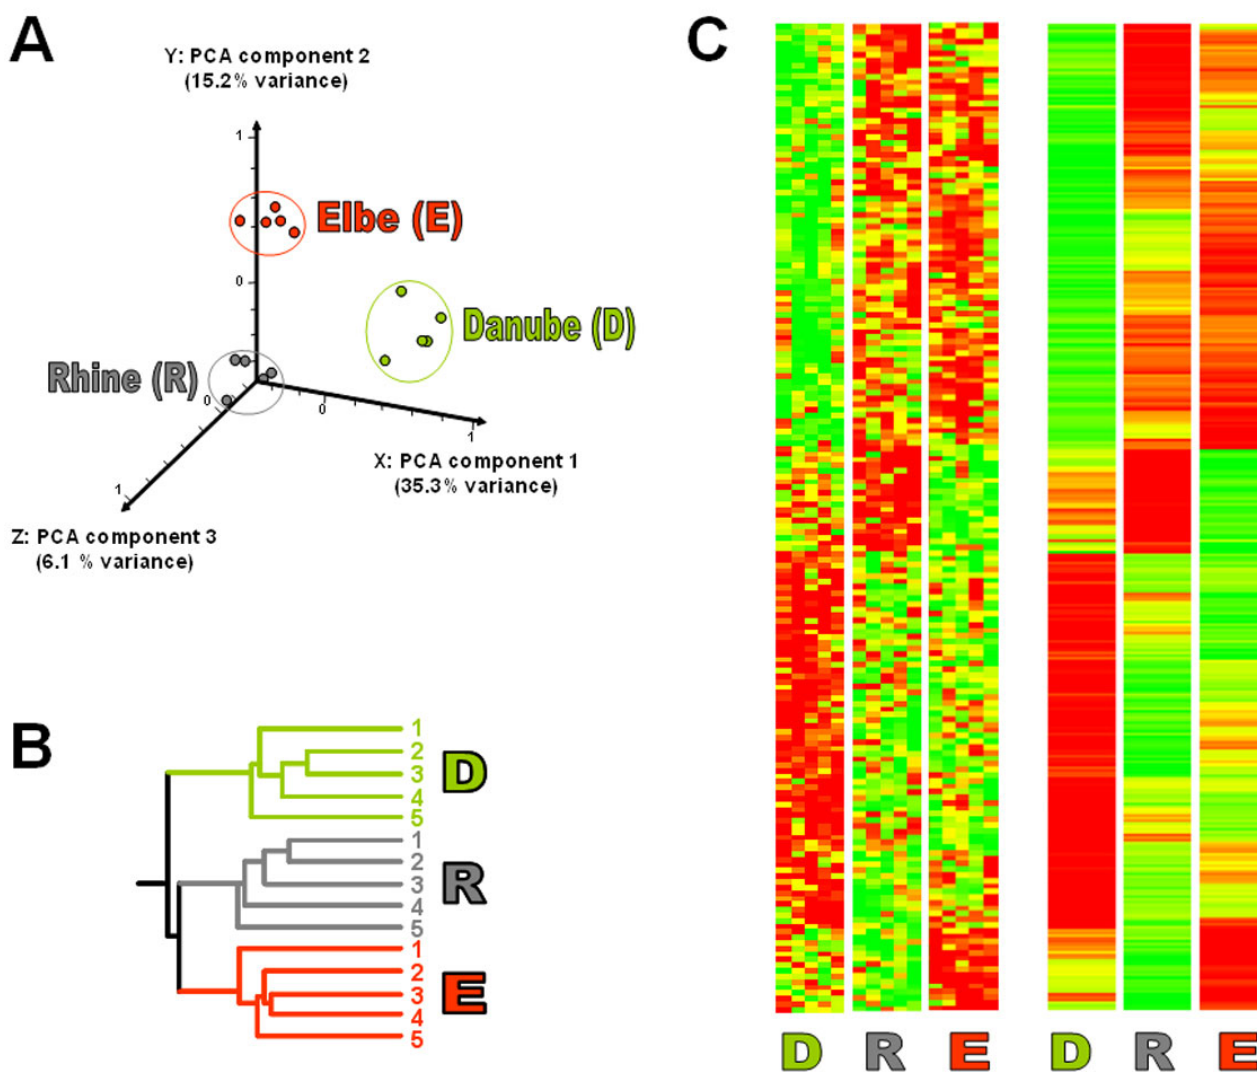 A
Y: PCA component 2
(15.2% variance)
1
Elbe (E)
0
Danube (D)
Rhine (R)
0
0
1
X: PCA component 1
(35.3% variance)
1
Z: PCA component 3
(6.1 % variance)
B
1
2
3
4
5
D
1
2
3
4
5
R
1
2
3
4
5
E
C
D R E D R E